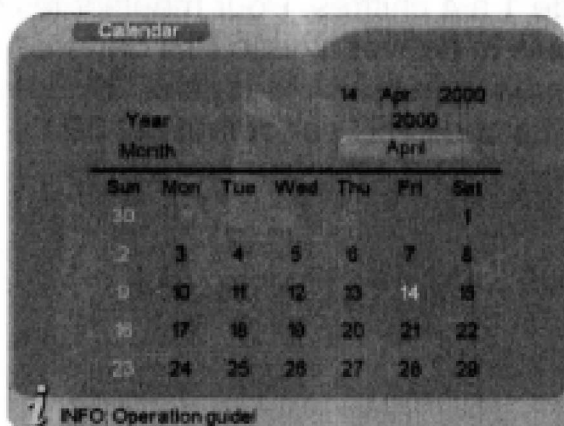 Calendar
14 Apr 2000
Year 2000
Month April
Sun Mon Tue Wed Thu Fri Sat
30 1
2 3 4 5 6 7 8
9 10 11 12 13 14 15
16 17 18 19 20 21 22
23 24 25 26 27 28 29
i INFO: Operation guide!